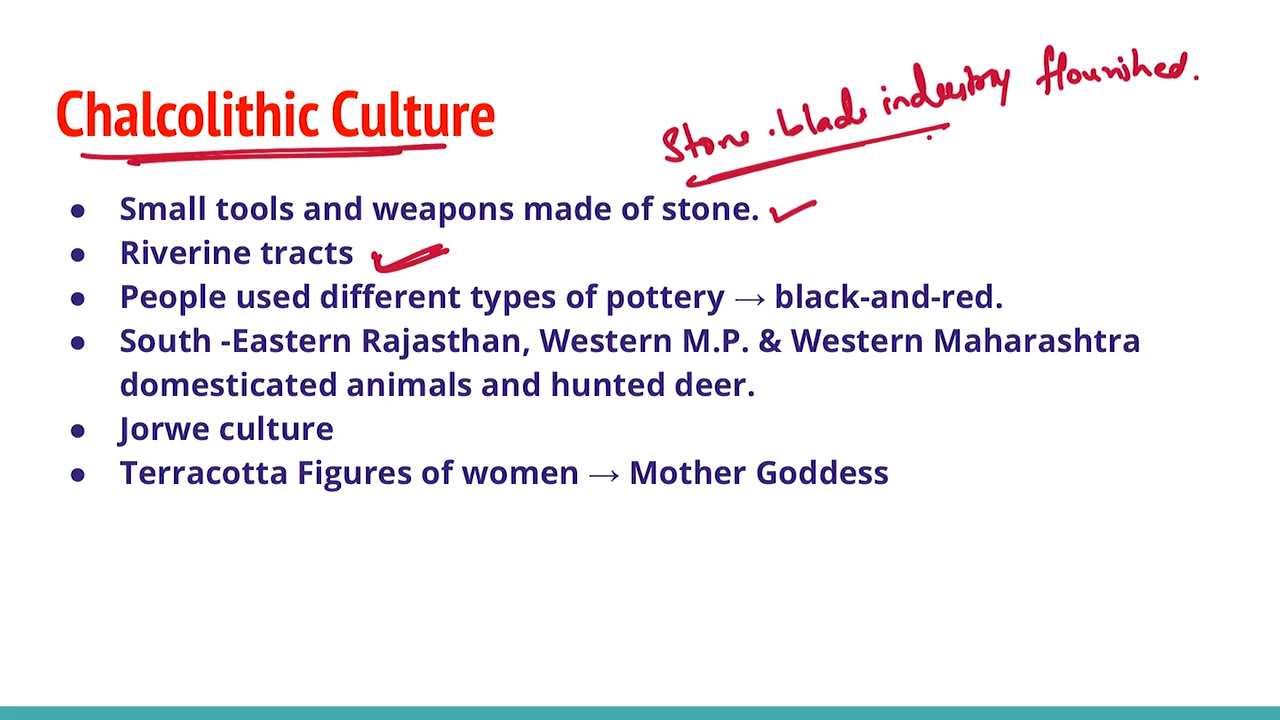 Stone blade industry flourished.
Chalcolithic Culture
● Small tools and weapons made of stone.
● Riverine tracts
● People used different types of pottery → black-and-red.
● South -Eastern Rajasthan, Western M.P. & Western Maharashtra
domesticated animals and hunted deer.
● Jorwe culture
● Terracotta Figures of women → Mother Goddess